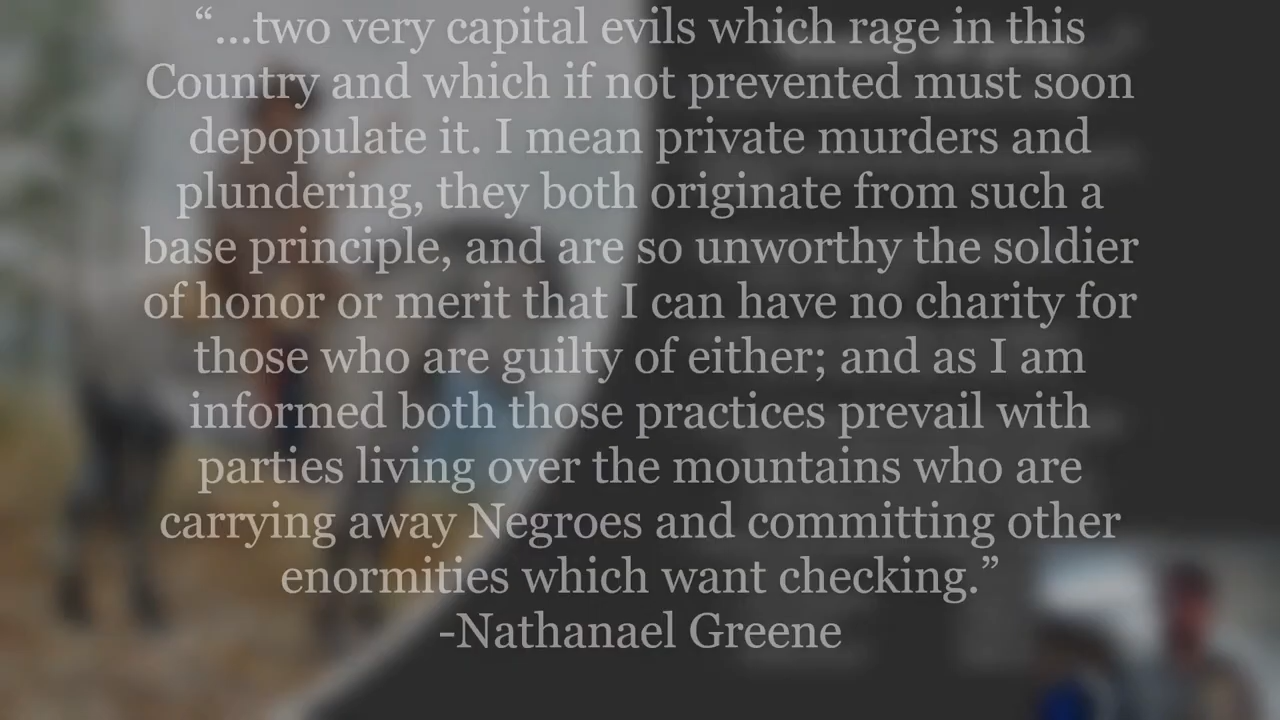 “...two very capital evils which rage in this
Country and which if not prevented must soon
depopulate it. I mean private murders and
plundering, they both originate from such a
base principle, and are so unworthy the soldier
of honor or merit that I can have no charity for
those who are guilty of either; and as I am
informed both those practices prevail with
parties living over the mountains who are
carrying away Negroes and committing other
enormities which want checking.”
-Nathanael Greene